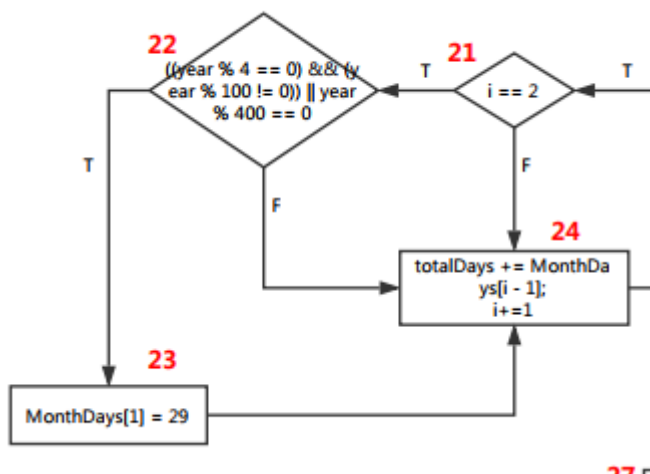 22
((year % 4 == 0) && (y
ear % 100 != 0)) || year
% 400 == 0
T
21
i == 2
T
T
F
F
24
totalDays += MonthDa
ys[i - 1];
i+=1
23
MonthDays[1] = 29
27